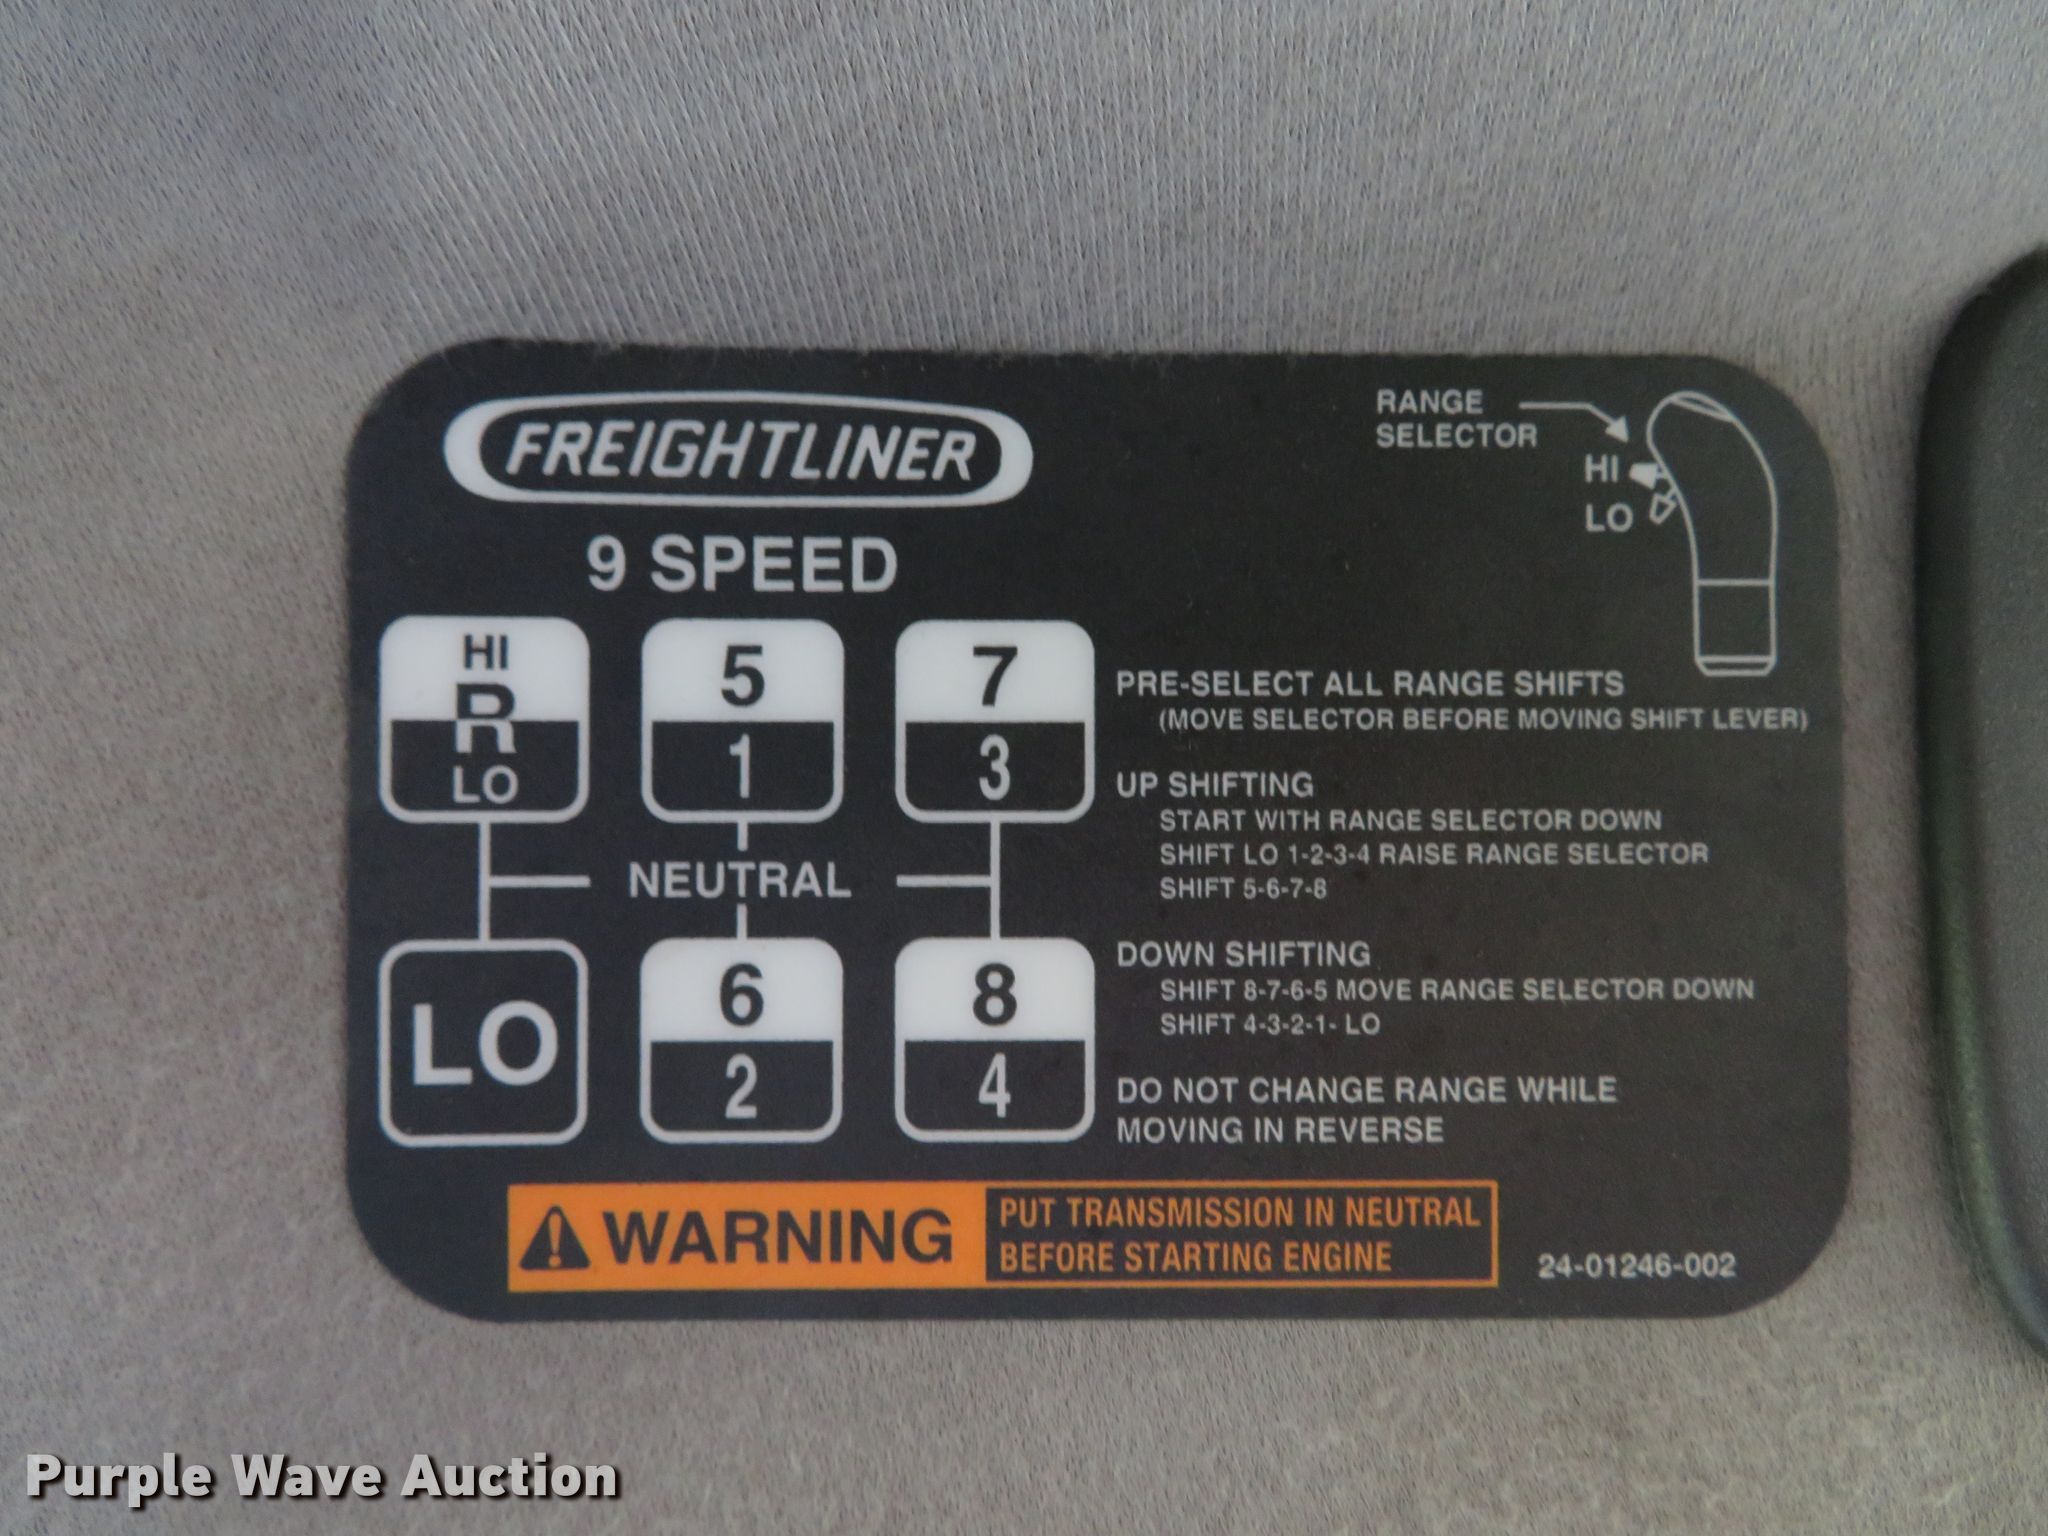 FREIGHTLINER
9 SPEED
RANGE
SELECTOR
HI
LO
HI
R
LO
5
1
7
3
NEUTRAL
LO
6
2
8
4
PRE-SELECT ALL RANGE SHIFTS
(MOVE SELECTOR BEFORE MOVING SHIFT LEVER)
UP SHIFTING
START WITH RANGE SELECTOR DOWN
SHIFT LO 1-2-3-4 RAISE RANGE SELECTOR
SHIFT 5-6-7-8
DOWN SHIFTING
SHIFT 8-7-6-5 MOVE RANGE SELECTOR DOWN
SHIFT 4-3-2-1- LO
DO NOT CHANGE RANGE WHILE
MOVING IN REVERSE
WARNING
PUT TRANSMISSION IN NEUTRAL
BEFORE STARTING ENGINE
24-01246-002
Purple Wave Auction